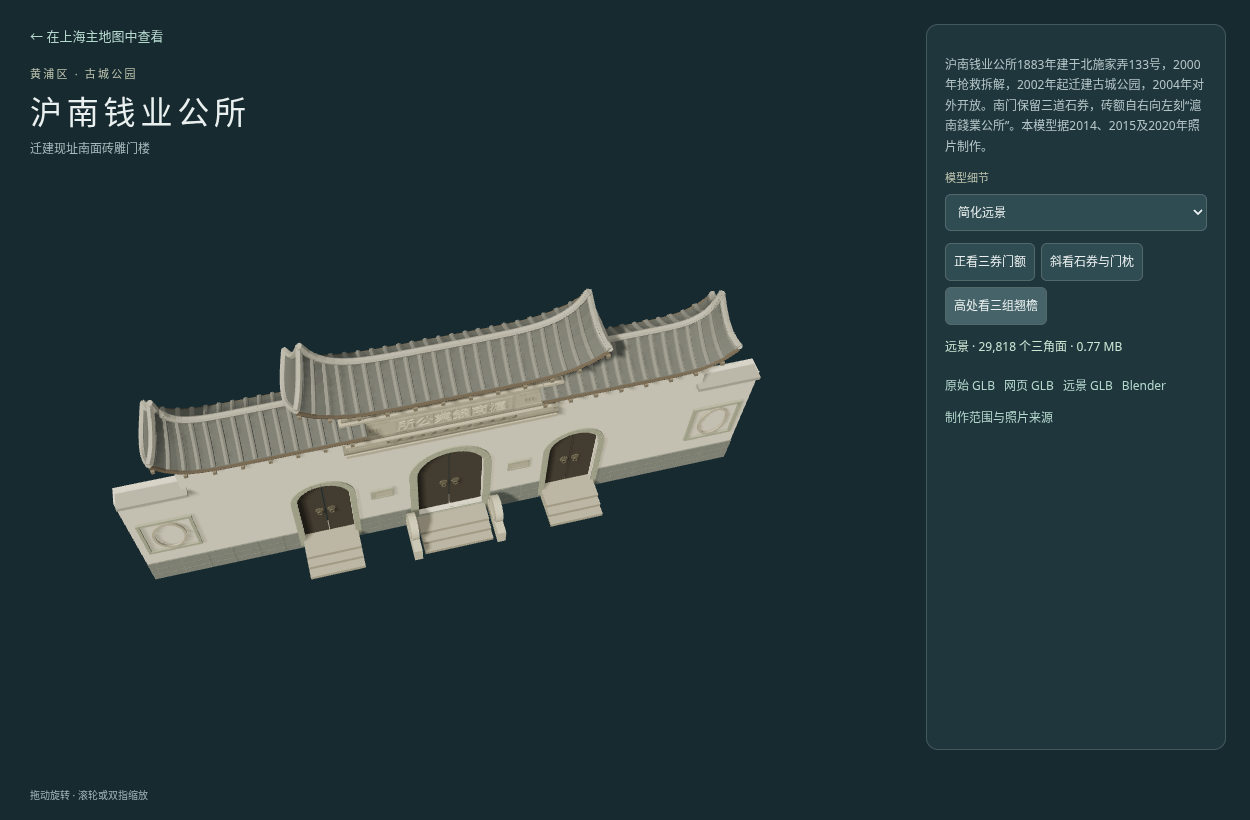 ← 在上海主地图中查看
黄浦区 · 古城公园
沪南钱业公所
迁建现址南面砖雕门楼
沪南钱业公所1883年建于北施家弄133号，2000
年抢救拆解，2002年起迁建古城公园，2004年对
外开放。南门保留三道石券，砖额自右向左刻“滬
南錢業公所”。本模型据2014、2015及2020年照
片制作。
模型细节
简化远景
正看三券门额
斜看石券与门枕
高处看三组翘檐
远景 · 29,818 个三角面 · 0.77 MB
原始 GLB 网页 GLB 远景 GLB Blender
制作范围与照片来源
所公業錢南滬
拖动旋转 · 滚轮或双指缩放